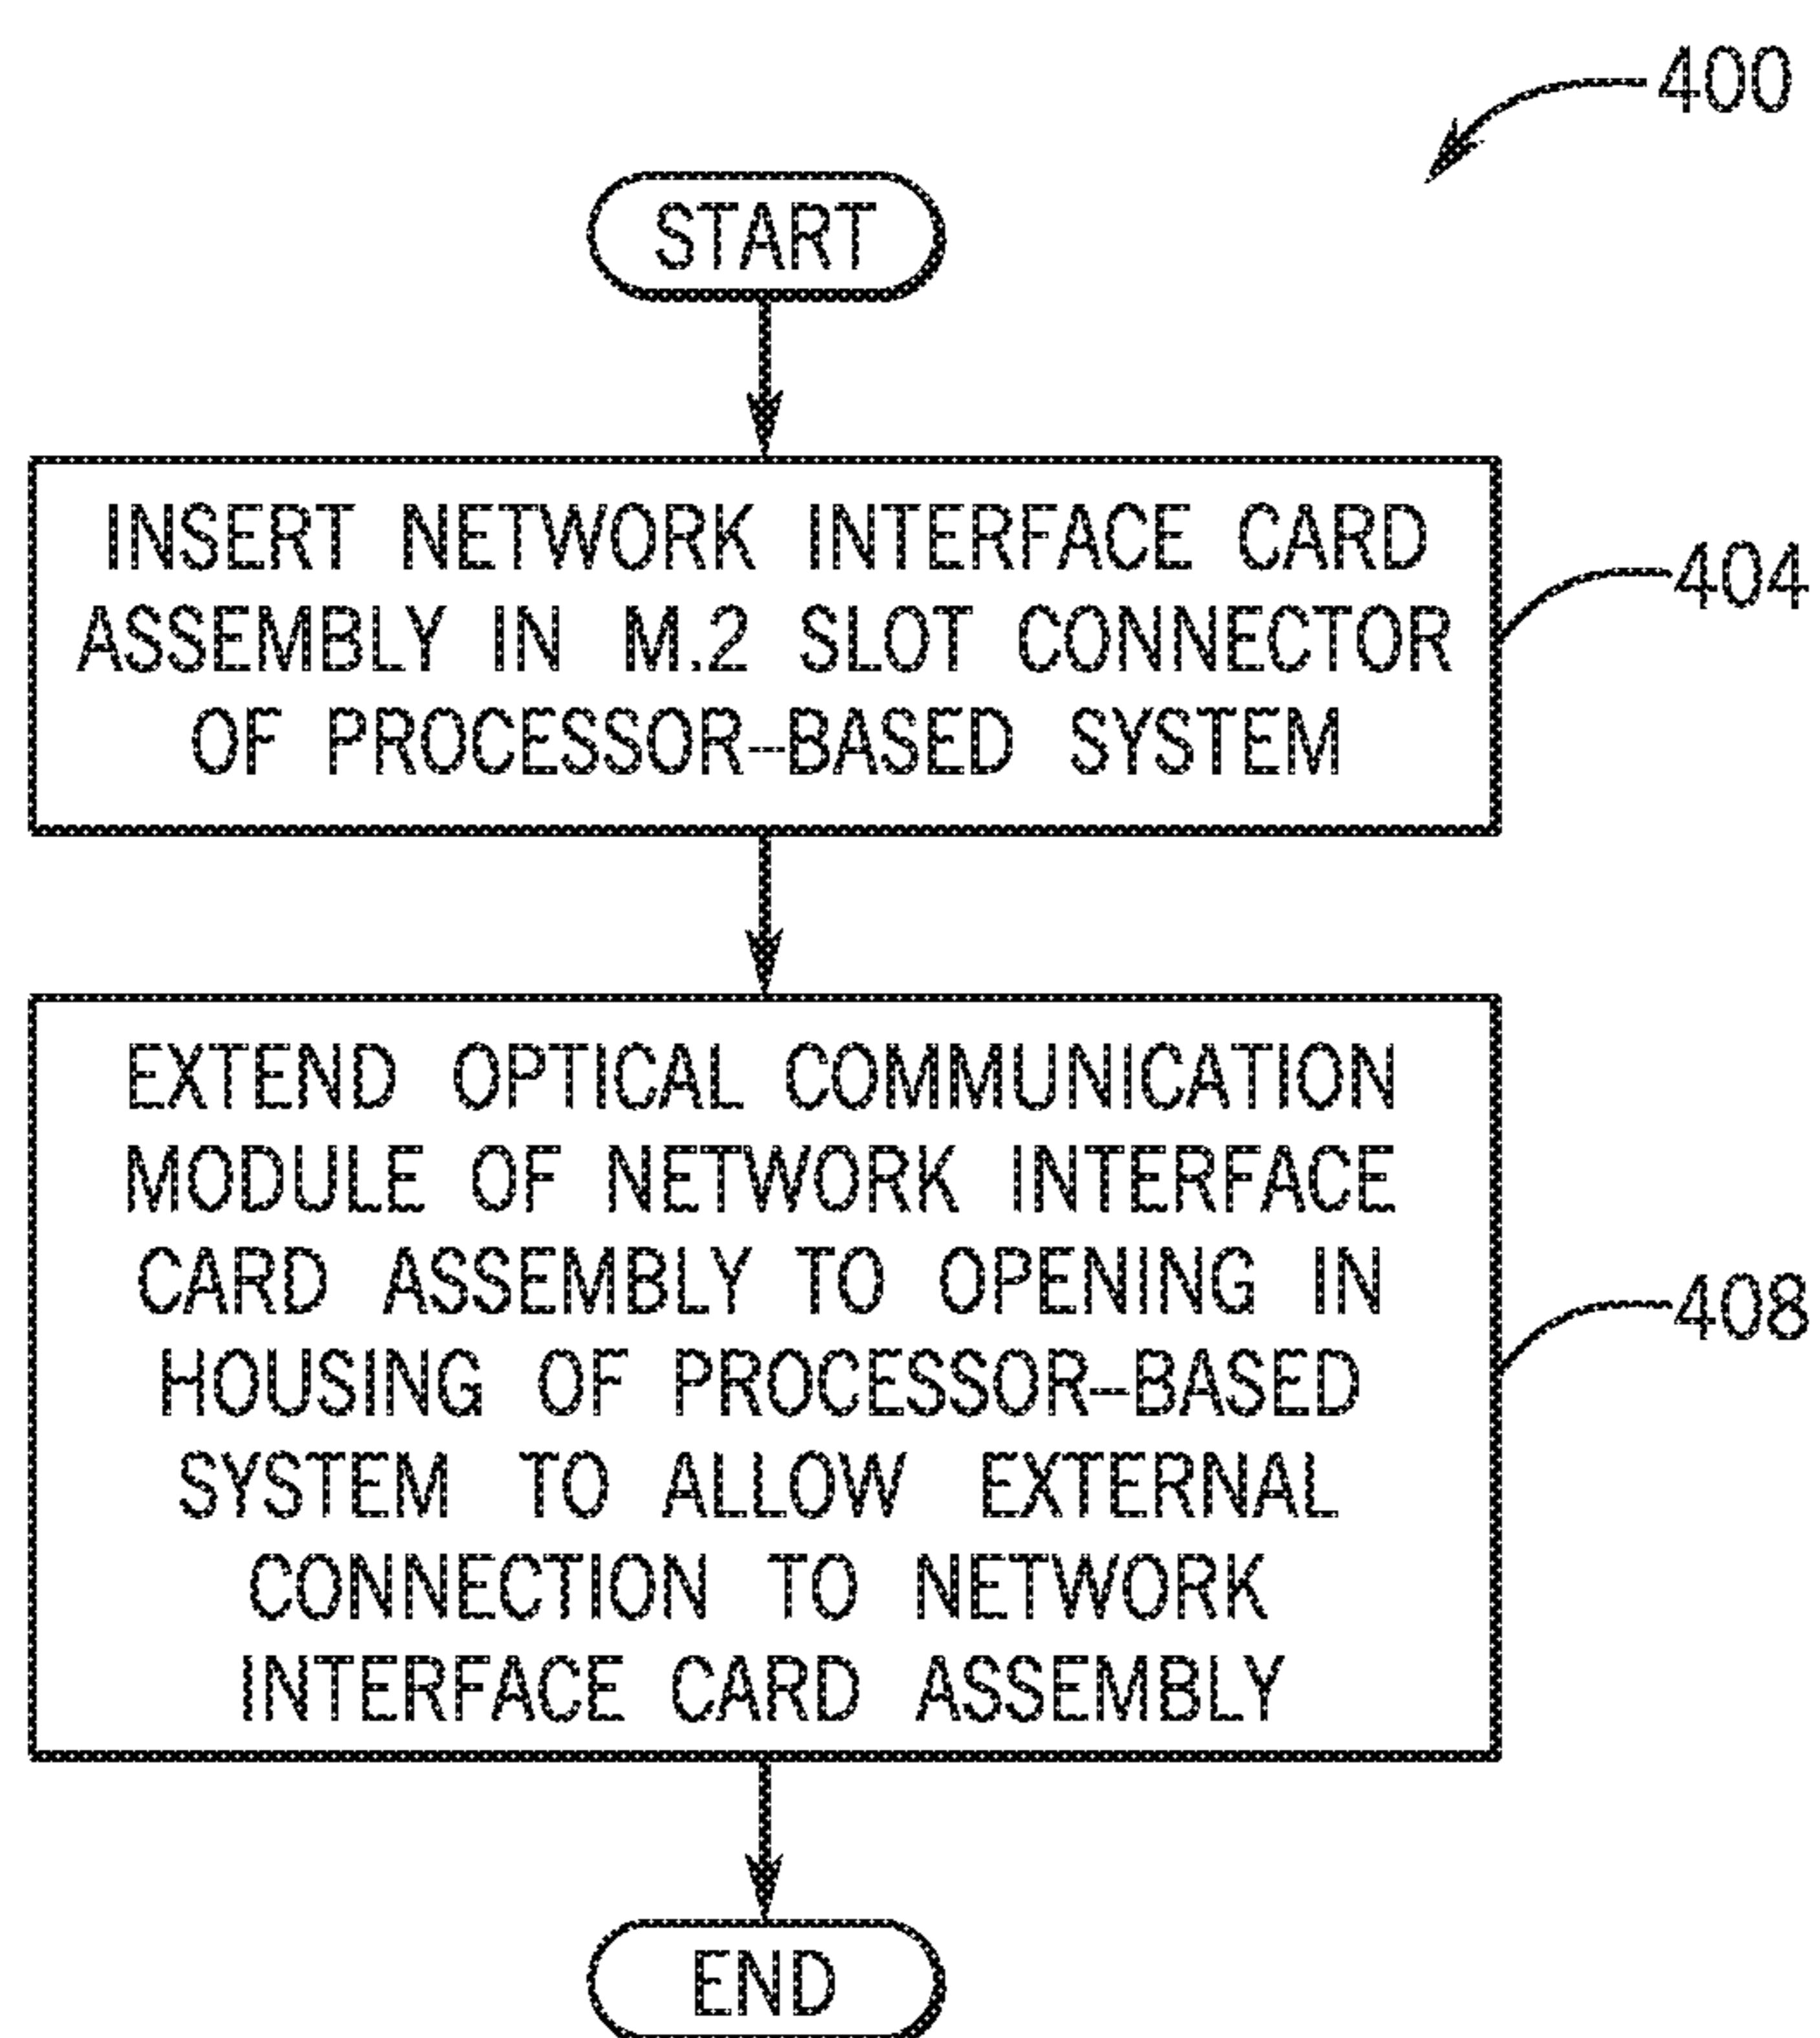 400
START
INSERT NETWORK INTERFACE CARD
ASSEMBLY IN M.2 SLOT CONNECTOR
OF PROCESSOR--BASED SYSTEM
404
EXTEND OPTICAL COMMUNICATION
MODULE OF NETWORK INTERFACE
CARD ASSEMBLY TO OPENING IN
HOUSING OF PROCESSOR--BASED
SYSTEM TO ALLOW EXTERNAL
CONNECTION TO NETWORK
INTERFACE CARD ASSEMBLY
408
END